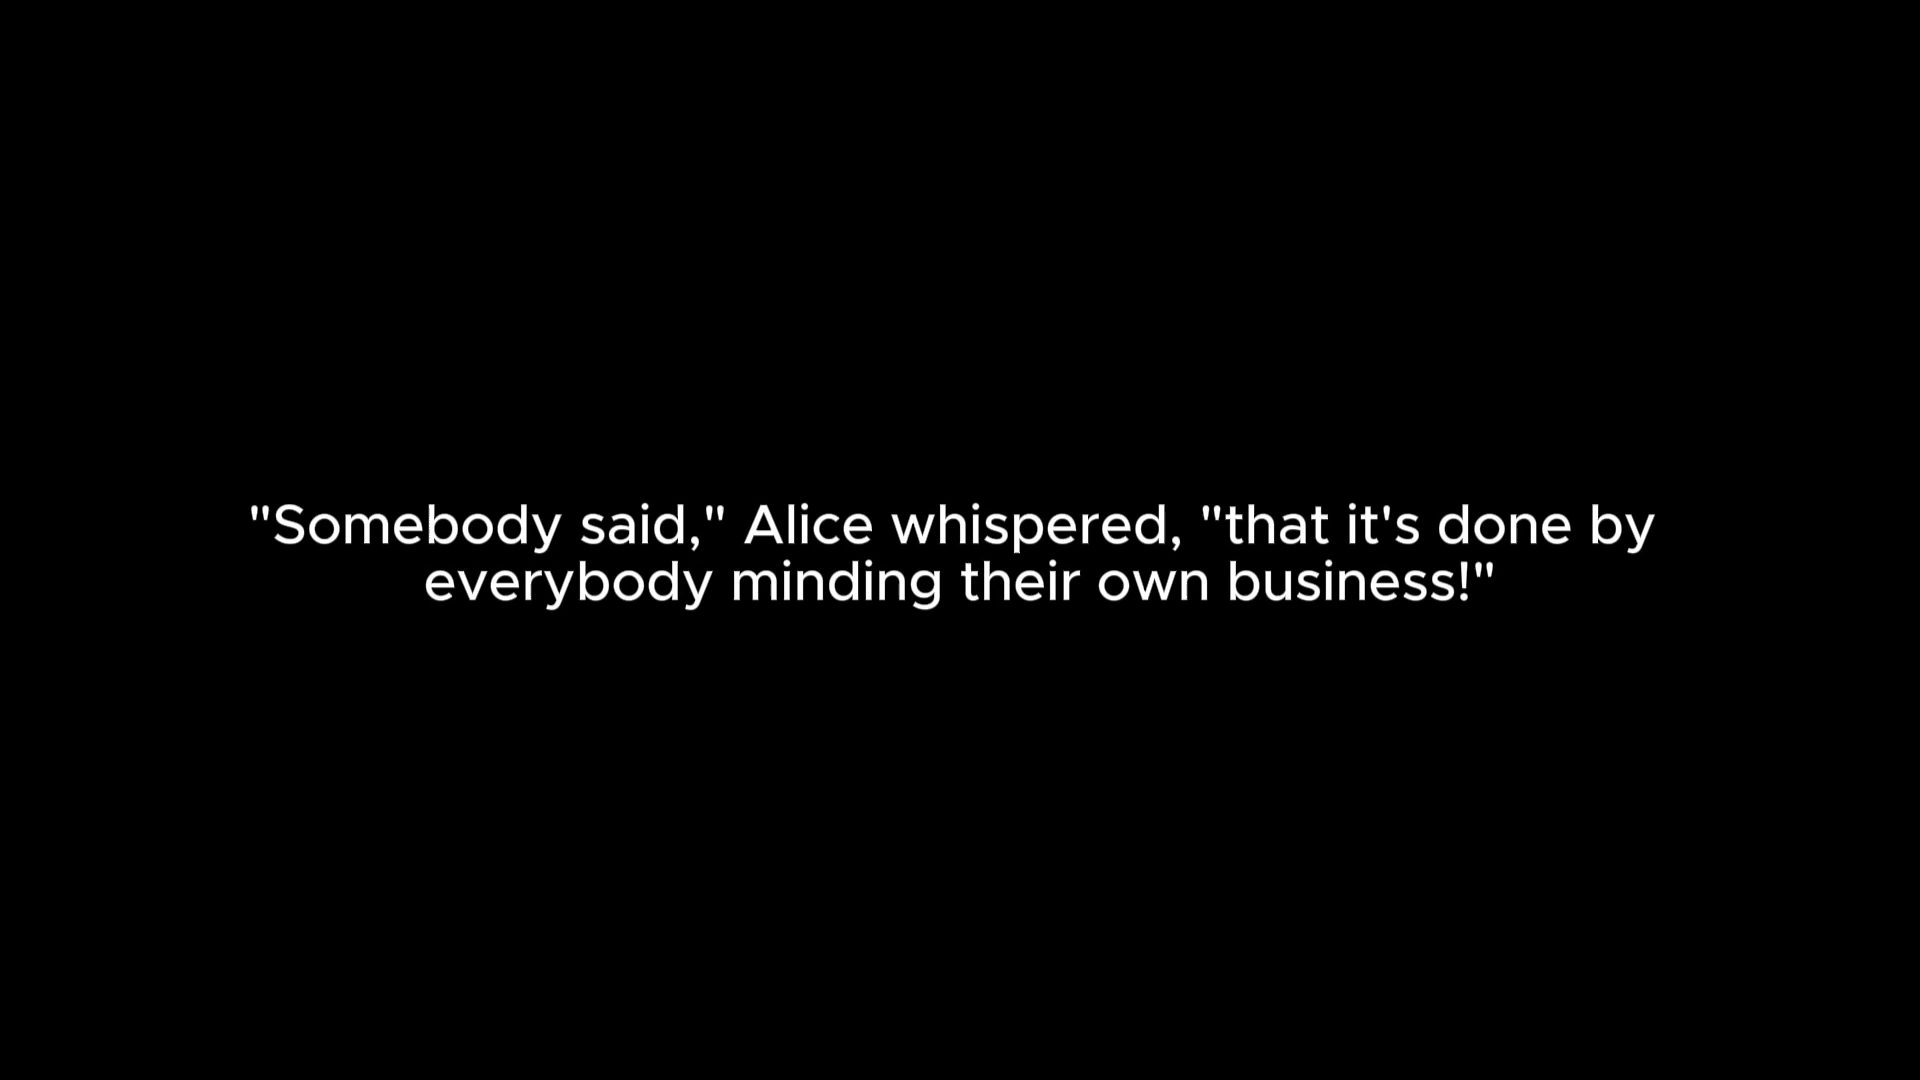 "Somebody said," Alice whispered, "that it's done by
everybody minding their own business!"